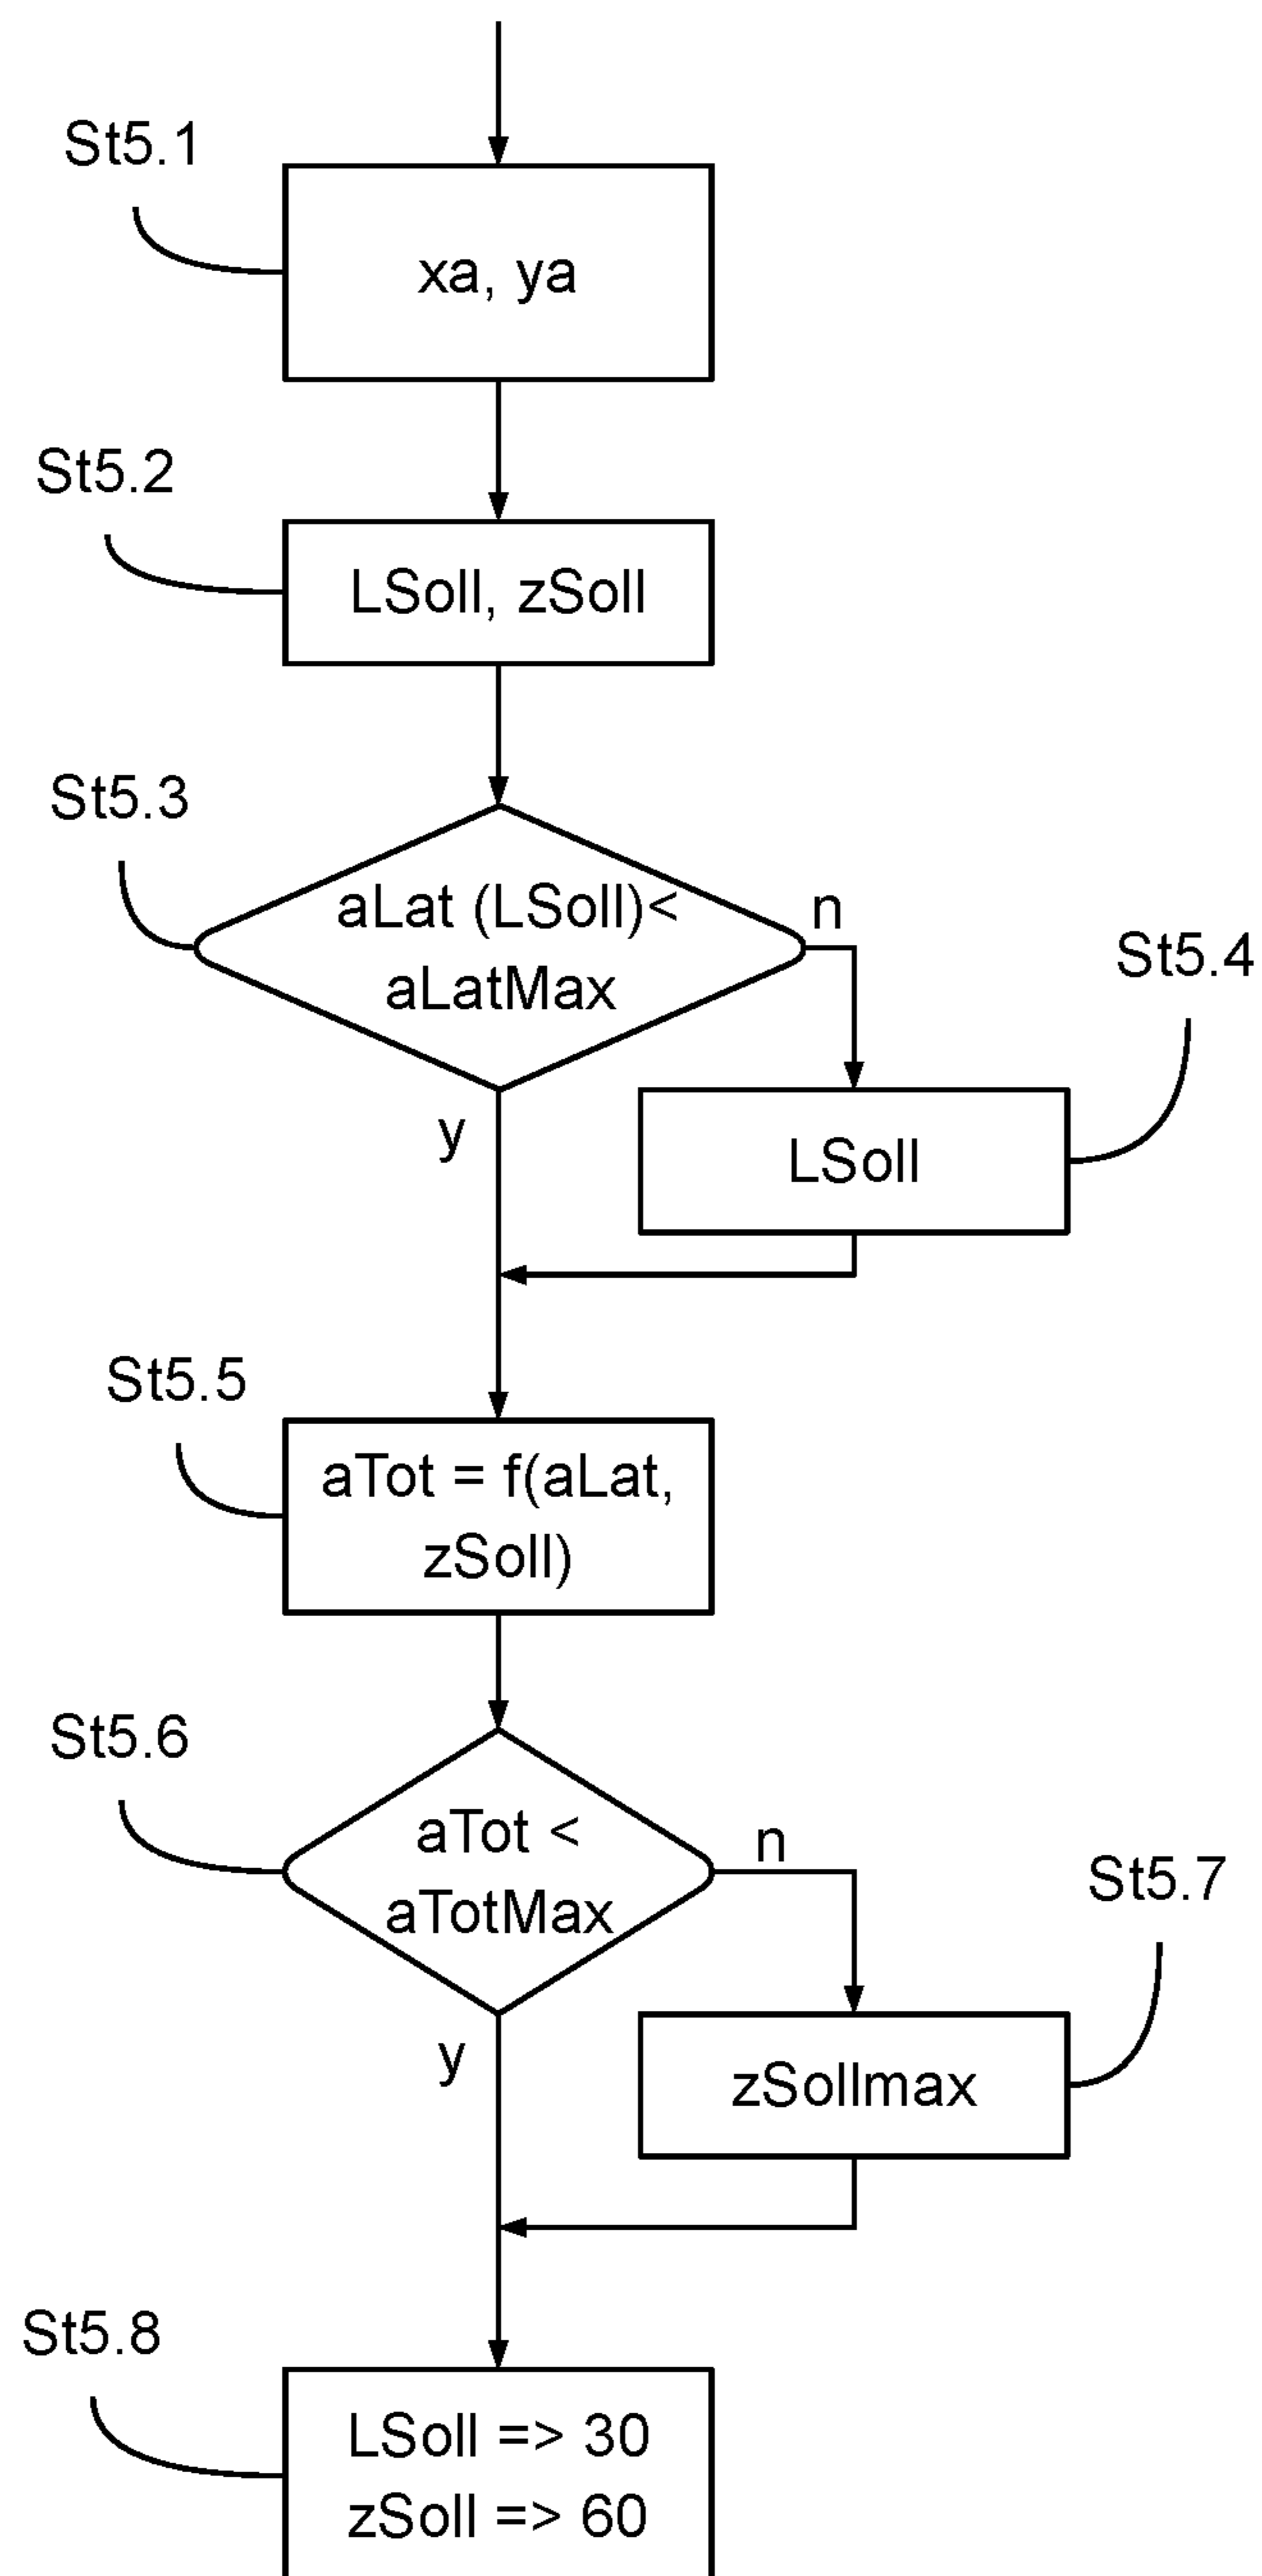 St5.1
xa, ya
St5.2
LSoll, zSoll
St5.3
aLat (LSoll)<
aLatMax
n
St5.4
y
LSoll
St5.5
aTot = f(aLat,
zSoll)
St5.6
aTot <
aTotMax
n
St5.7
y
zSollmax
St5.8
LSoll => 30
zSoll => 60